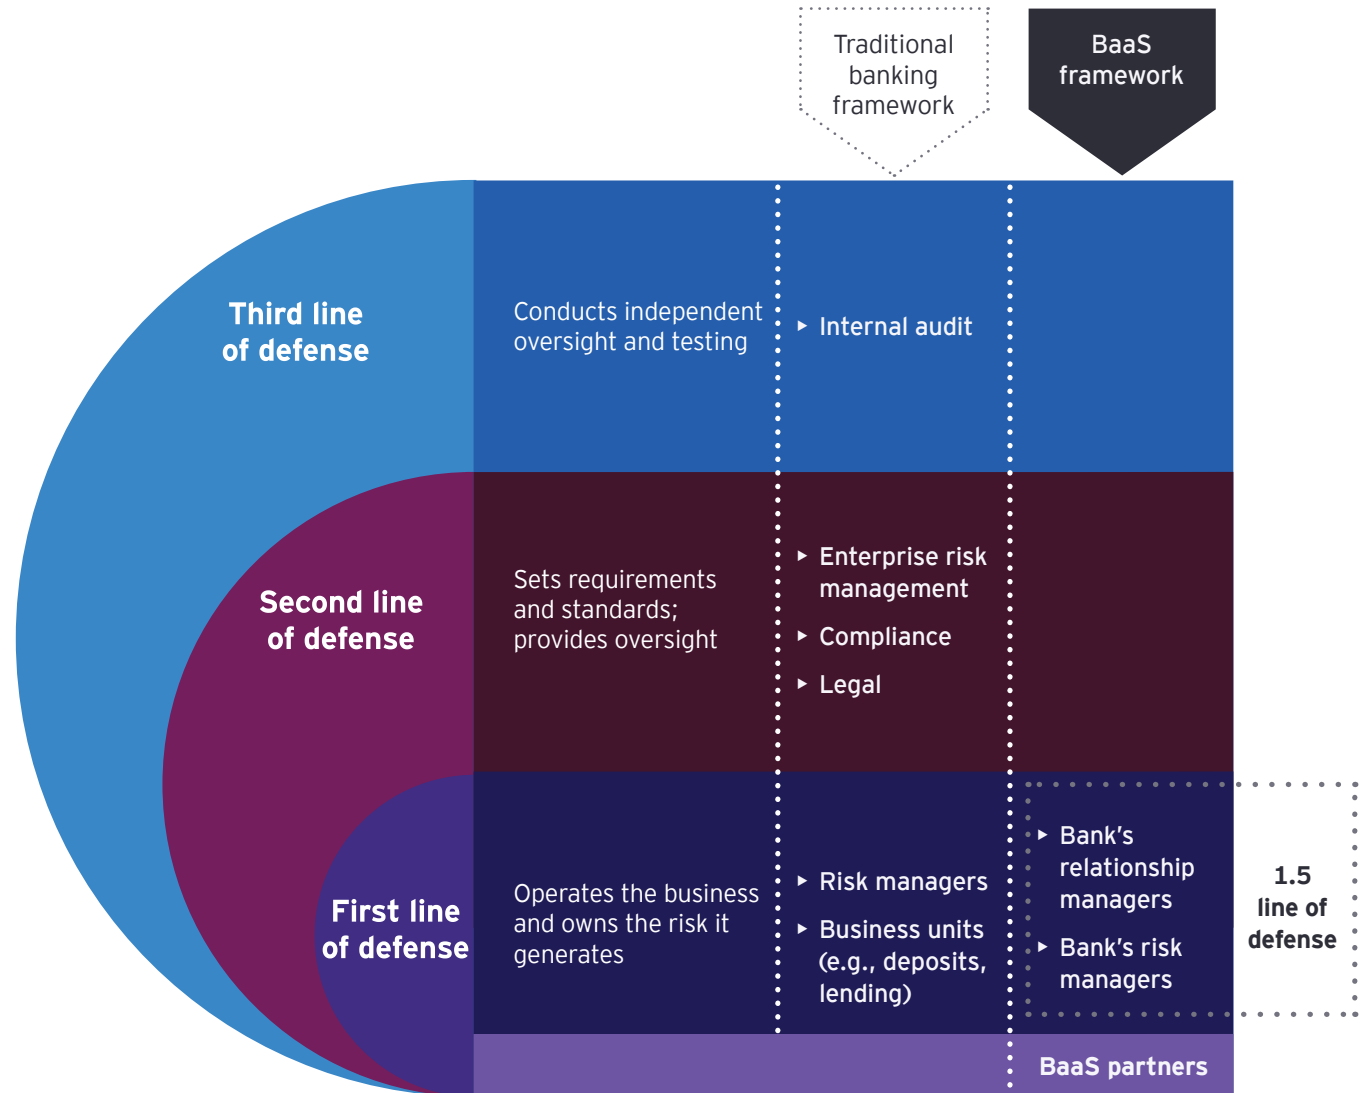 Traditional
banking
framework
BaaS
framework
Third line
of defense
Conducts independent
oversight and testing
▸ Internal audit
Second line
of defense
Sets requirements
and standards;
provides oversight
▸ Enterprise risk
management
▸ Compliance
▸ Legal
First line
of defense
Operates the business
and owns the risk it
generates
▸ Risk managers
▸ Business units
(e.g., deposits,
lending)
▸ Bank’s
relationship
managers
▸ Bank’s risk
managers
1.5
line of
defense
BaaS partners